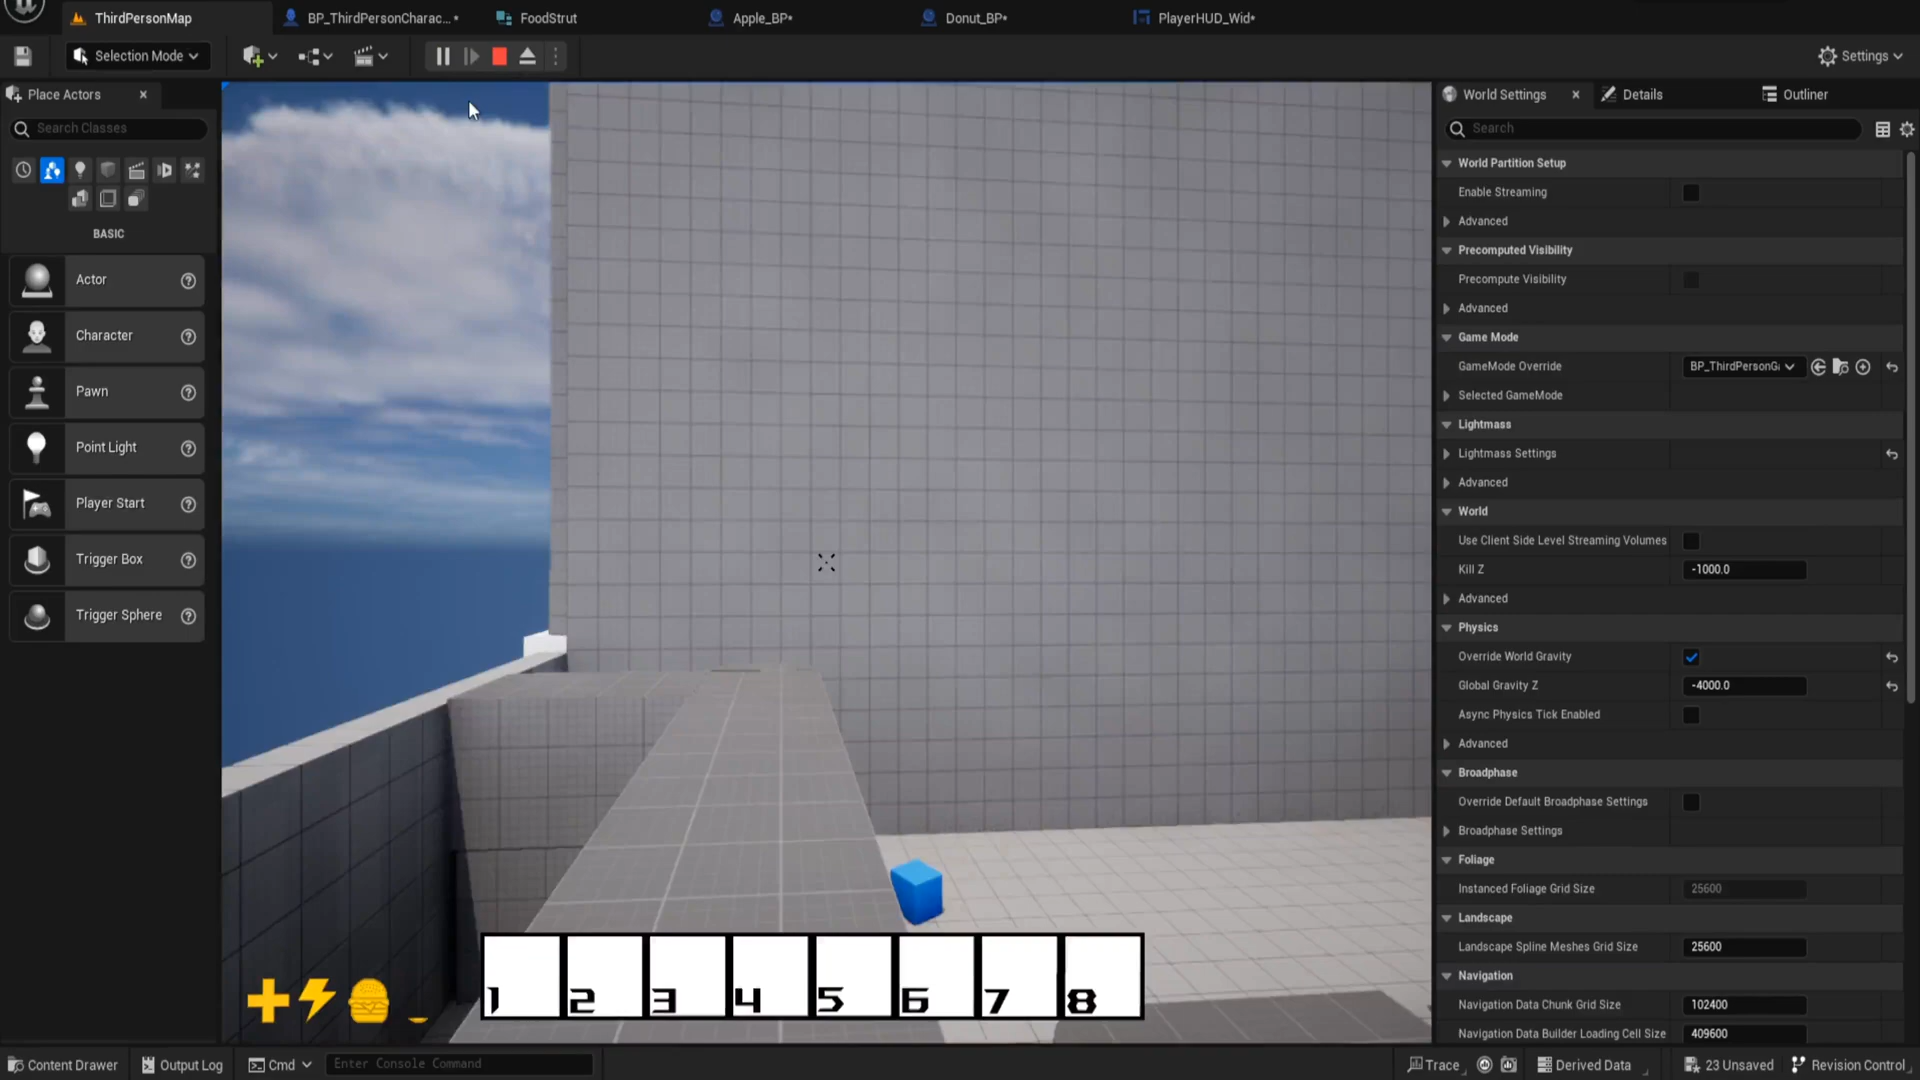 ThirdPersonMap
BP_ThirdPersonCharac... *
FoodStrut
Apple_BP*
Donut_BP*
PlayerHUD_Wid*
Selection Mode
Settings
Place Actors
Search Classes
BASIC
Actor
Character
Pawn
Point Light
Player Start
Trigger Box
Trigger Sphere
1 2 3 4 5 6 7 8
World Settings
Details
Outliner
Search
World Partition Setup
Enable Streaming
Advanced
Precomputed Visibility
Precompute Visibility
Advanced
Game Mode
GameMode Override BP_ThirdPersonGa
Selected GameMode
Lightmass
Lightmass Settings
Advanced
World
Use Client Side Level Streaming Volumes
Kill Z -1000.0
Advanced
Physics
Override World Gravity
Global Gravity Z -4000.0
Async Physics Tick Enabled
Advanced
Broadphase
Override Default Broadphase Settings
Broadphase Settings
Foliage
Instanced Foliage Grid Size 25600
Landscape
Landscape Spline Meshes Grid Size 25600
Navigation
Navigation Data Chunk Grid Size 102400
Navigation Data Builder Loading Cell Size 409600
Content Drawer
Output Log
Cmd
Enter Console Command
Trace
Derived Data
23 Unsaved
Revision Control